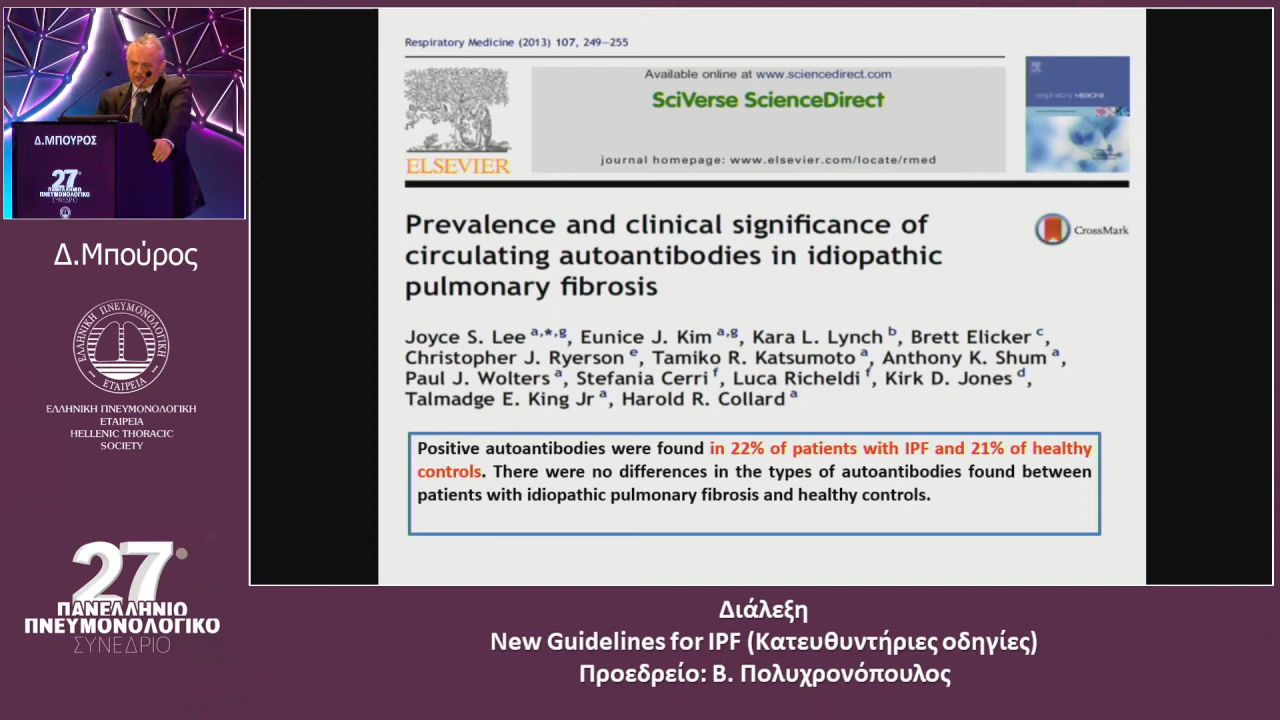 Δ.ΜΠΟΥΡΟΣ
27
ΠΑΝΕΛΛΗΝΙΟ
ΠΝΕΥΜΟΝΟΛΟΓΙΚΟ
ΣΥΝΕΔΡΙΟ
Δ.Μπούρος
ΕΛΛΗΝΙΚΗ ΠΝΕΥΜΟΝΟΛΟΓΙΚΗ
ΕΤΑΙΡΕΙΑ
ΕΛΛΗΝΙΚΗ ΠΝΕΥΜΟΝΟΛΟΓΙΚΗ
ΕΤΑΙΡΕΙΑ
HELLENIC THORACIC
SOCIETY
27°
ΠΑΝΕΛΛΗΝΙΟ
ΠΝΕΥΜΟΝΟΛΟΓΙΚΟ
ΣΥΝΕΔΡΙΟ
Respiratory Medicine (2013) 107, 249–255
Available online at www.sciencedirect.com
SciVerse ScienceDirect
journal homepage: www.elsevier.com/locate/rmed
ELSEVIER
respiratory MEDICINE
Prevalence and clinical significance of
circulating autoantibodies in idiopathic
pulmonary fibrosis
CrossMark
Joyce S. Lee a,*,g, Eunice J. Kim a,g, Kara L. Lynch b, Brett Elicker c,
Christopher J. Ryerson e, Tamiko R. Katsumoto a, Anthony K. Shum a,
Paul J. Wolters a, Stefania Cerri f, Luca Richeldi f, Kirk D. Jones d,
Talmadge E. King Jr a, Harold R. Collard a
Positive autoantibodies were found in 22% of patients with IPF and 21% of healthy
controls. There were no differences in the types of autoantibodies found between
patients with idiopathic pulmonary fibrosis and healthy controls.
Διάλεξη
New Guidelines for IPF (Κατευθυντήριες οδηγίες)
Προεδρείο: Β. Πολυχρονόπουλος